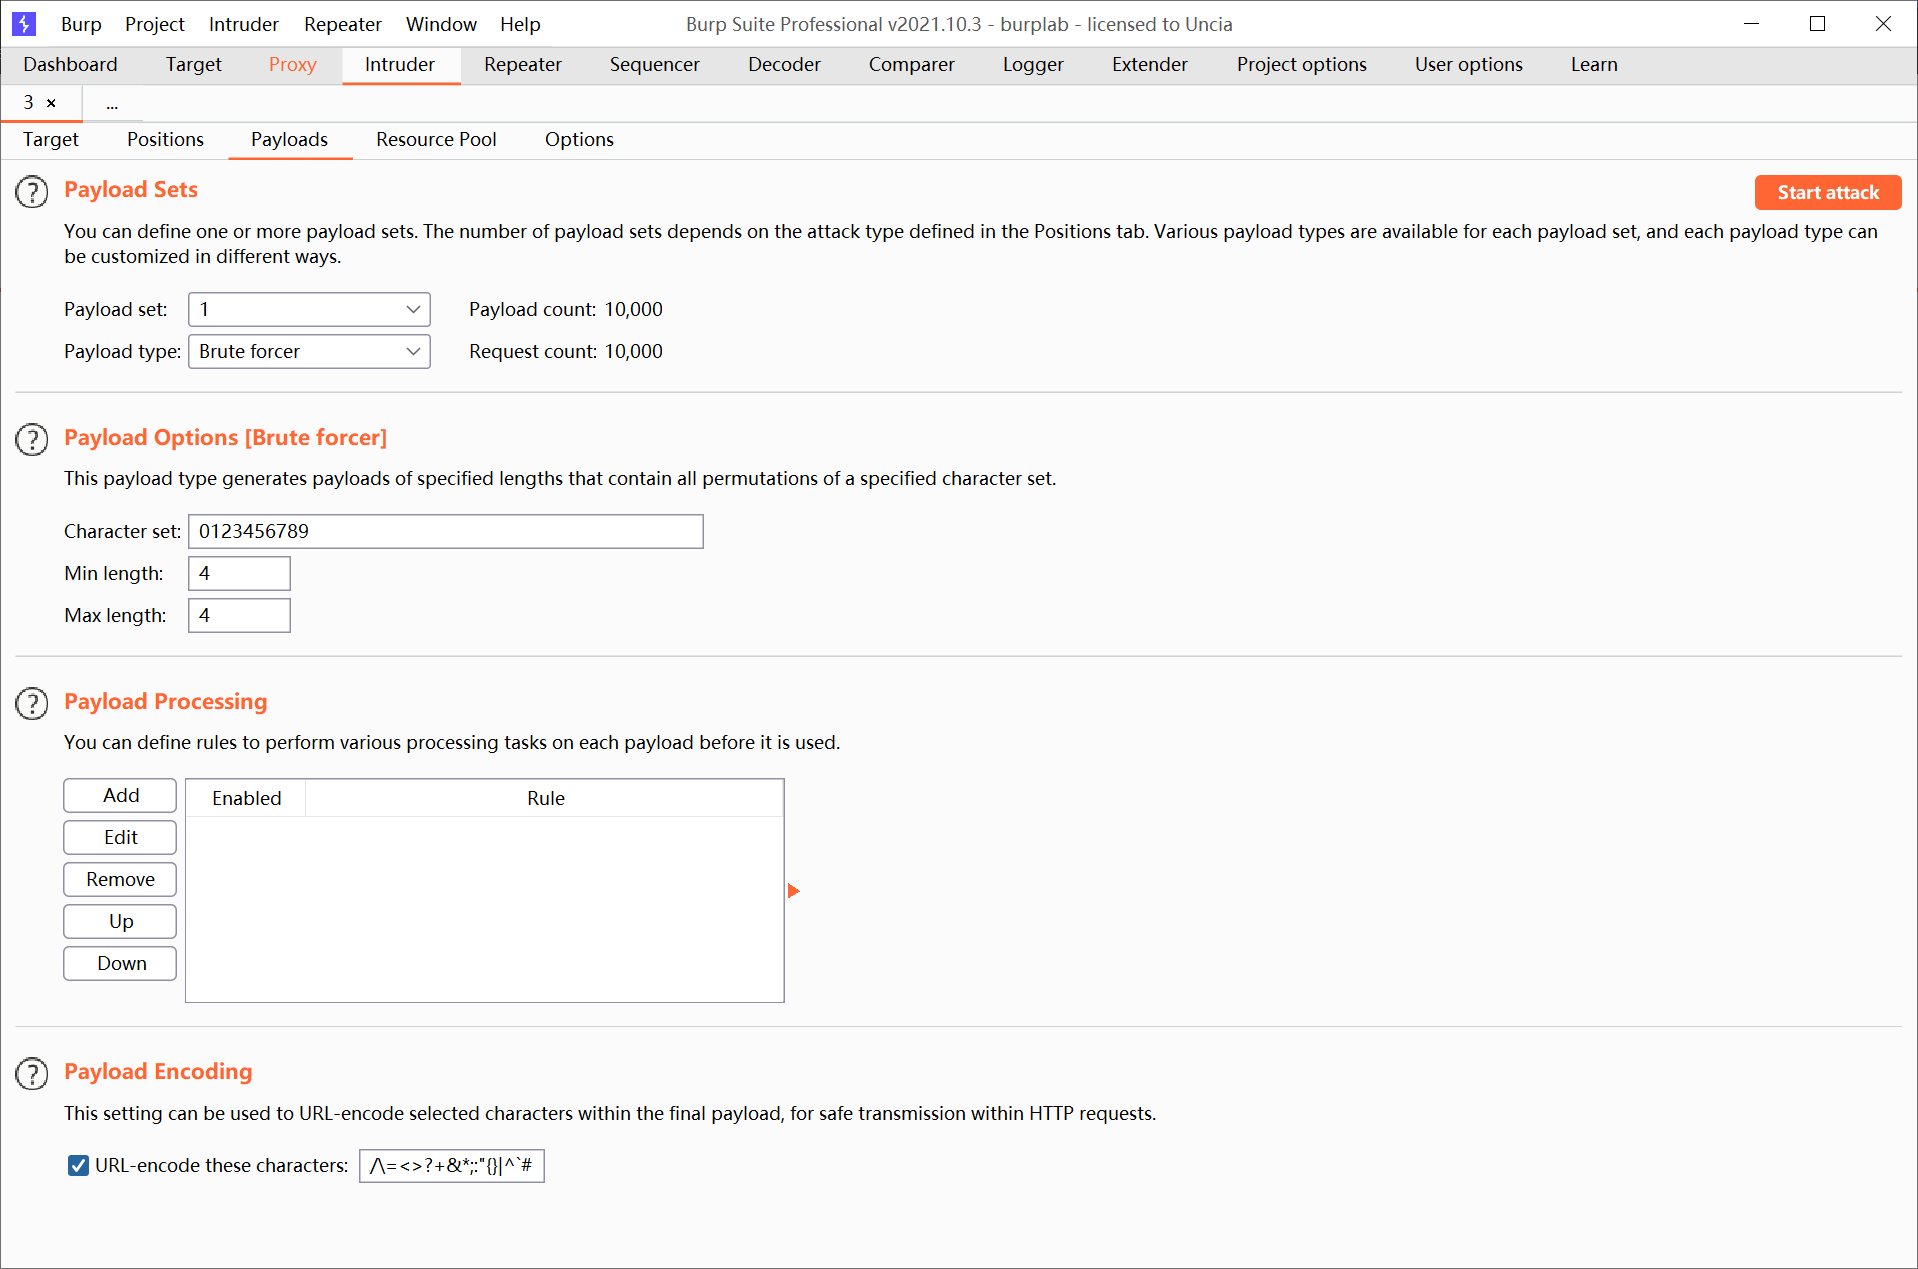 Burp Project Intruder Repeater Window Help Burp Suite Professional v2021.10.3 - burplab - licensed to Uncia
Dashboard Target Proxy Intruder Repeater Sequencer Decoder Comparer Logger Extender Project options User options Learn
3 × ...
Target Positions Payloads Resource Pool Options
? Payload Sets Start attack
You can define one or more payload sets. The number of payload sets depends on the attack type defined in the Positions tab. Various payload types are available for each payload set, and each payload type can
be customized in different ways.
Payload set: 1 Payload count: 10,000
Payload type: Brute forcer Request count: 10,000
? Payload Options [Brute forcer]
This payload type generates payloads of specified lengths that contain all permutations of a specified character set.
Character set: 0123456789
Min length: 4
Max length: 4
? Payload Processing
You can define rules to perform various processing tasks on each payload before it is used.
Add Enabled Rule
Edit
Remove
Up
Down
? Payload Encoding
This setting can be used to URL-encode selected characters within the final payload, for safe transmission within HTTP requests.
URL-encode these characters: /\=<>?+&*;:"{}|^`#